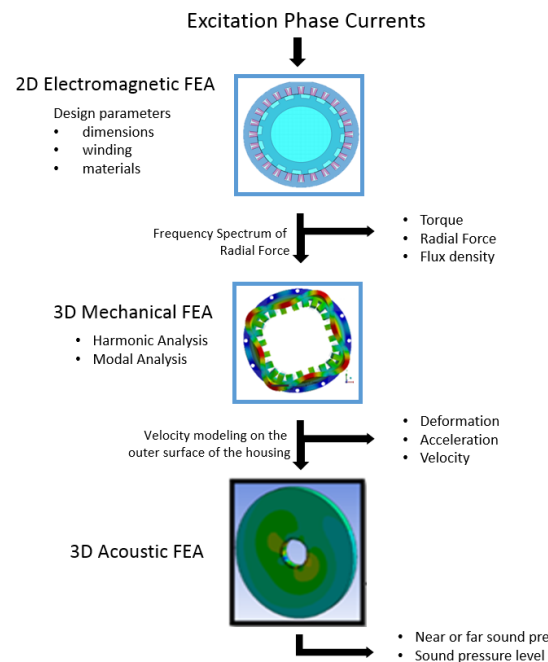 Excitation Phase Currents
2D Electromagnetic FEA
Design parameters
• dimensions
• winding
• materials
Frequency Spectrum of
Radial Force
• Torque
• Radial Force
• Flux density
3D Mechanical FEA
• Harmonic Analysis
• Modal Analysis
Velocity modeling on the
outer surface of the housing
• Deformation
• Acceleration
• Velocity
3D Acoustic FEA
• Near or far sound pre
• Sound pressure level